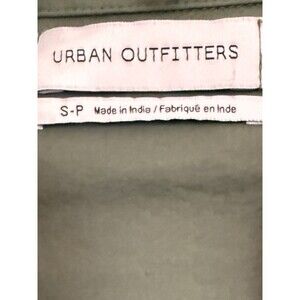 URBAN OUTFITTERS
S-P Made in India / Fabriqué en Inde